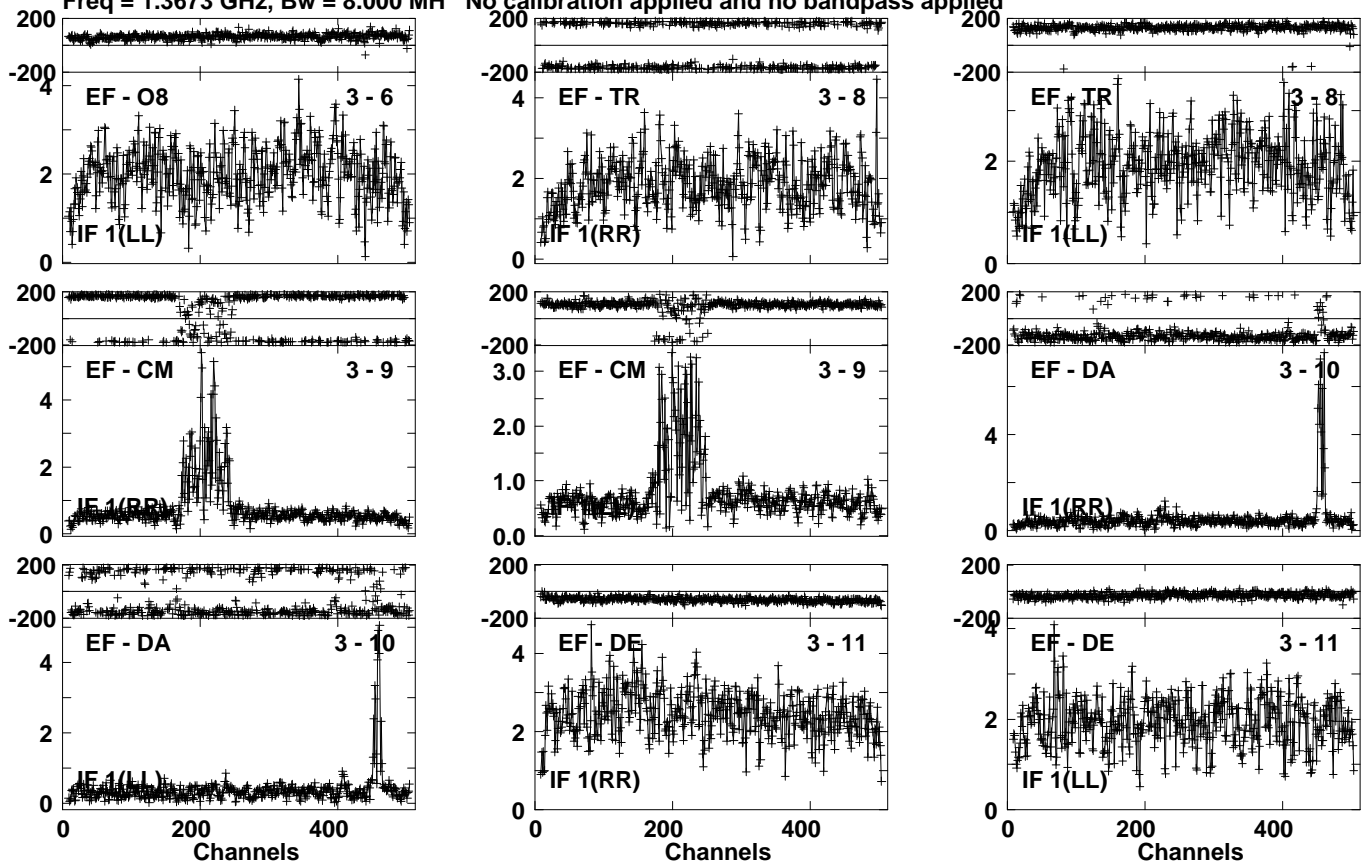 Freq = 1.3673 GHz, Bw = 8.000 MH No calibration applied and no bandpass applied
200 200 200
-200 -200 -200
EF - O8 3 - 6 EF - TR 3 - 8 EF - TR 3 - 8
4 4
2 2 2
IF 1(LL) IF 1(RR) IF 1(LL)
0 0 0
200 200 200
-200 -200 -200
EF - CM 3 - 9 EF - CM 3 - 9 EF - DA 3 - 10
4 3.0 4
2 2.0
1.0
IF 1(RR) IF 1(RR)
0 0.0 0
200 200 200
-200 -200 -200
EF - DA 3 - 10 EF - DE 3 - 11 EF - DE 3 - 11
4 4 4
2 2 2
IF 1(LL) IF 1(RR) IF 1(LL)
0 0 0
0 200 400 0 200 400 0 200 400
Channels Channels Channels